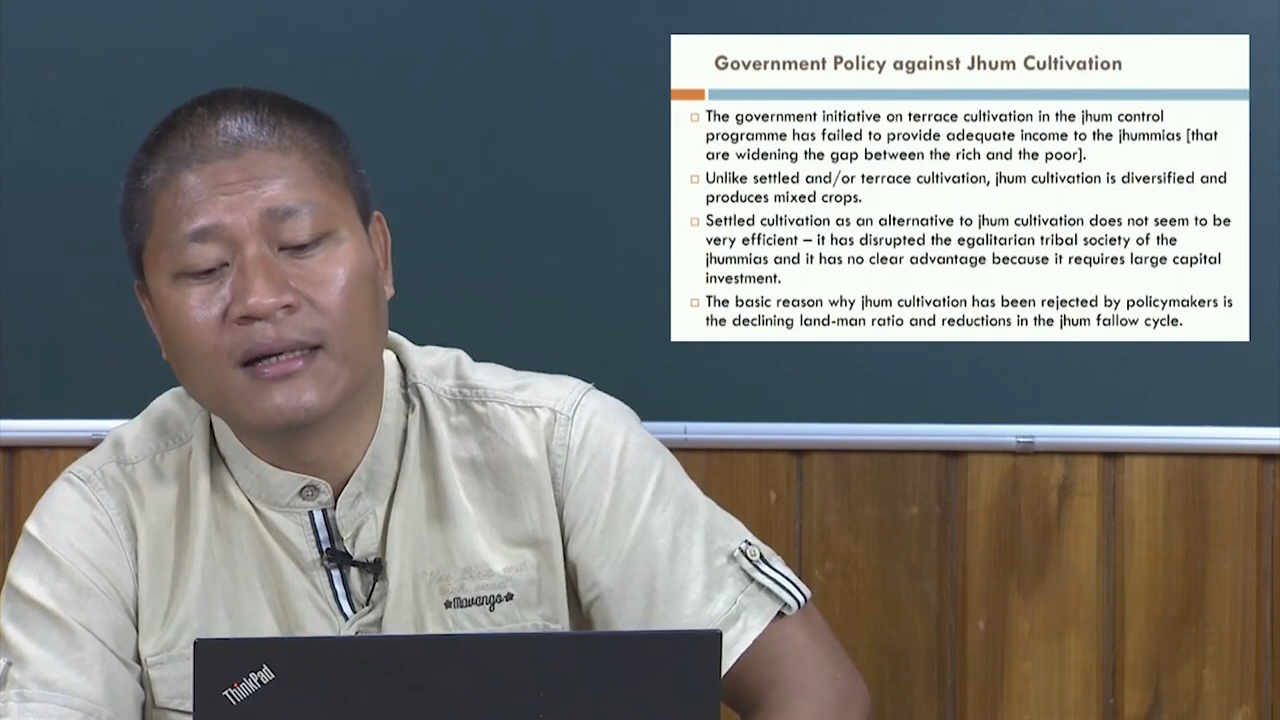 Government Policy against Jhum Cultivation
The government initiative on terrace cultivation in the jhum control
programme has failed to provide adequate income to the jhummias [that
are widening the gap between the rich and the poor].
Unlike settled and/or terrace cultivation, jhum cultivation is diversified and
produces mixed crops.
Settled cultivation as an alternative to jhum cultivation does not seem to be
very efficient – it has disrupted the egalitarian tribal society of the
jhummias and it has no clear advantage because it requires large capital
investment.
The basic reason why jhum cultivation has been rejected by policymakers is
the declining land-man ratio and reductions in the jhum fallow cycle.
ThinkPad